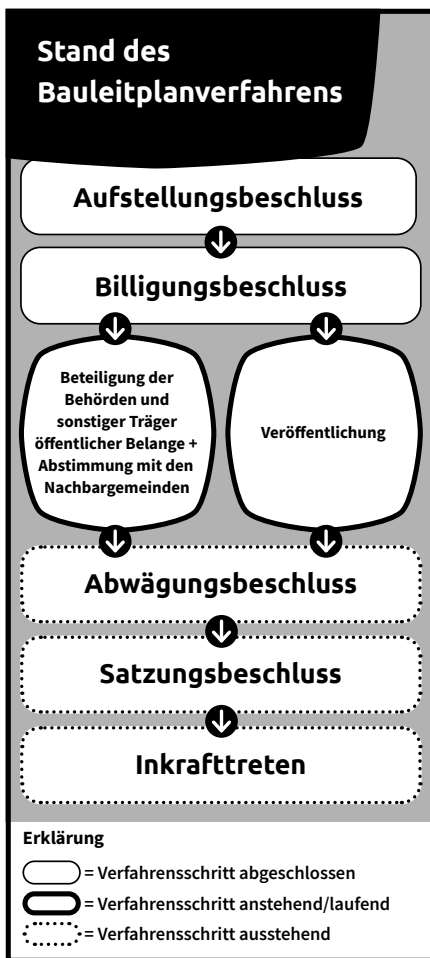 Stand des
Bauleitplanverfahrens
Aufstellungsbeschluss
Billigungsbeschluss
Beteiligung der
Behörden und
sonstiger Träger
öffentlicher Belange +
Abstimmung mit den
Nachbargemeinden
Veröffentlichung
Abwägungsbeschluss
Satzungsbeschluss
Inkrafttreten
Erklärung
= Verfahrensschritt abgeschlossen
= Verfahrensschritt anstehend/laufend
= Verfahrensschritt ausstehend